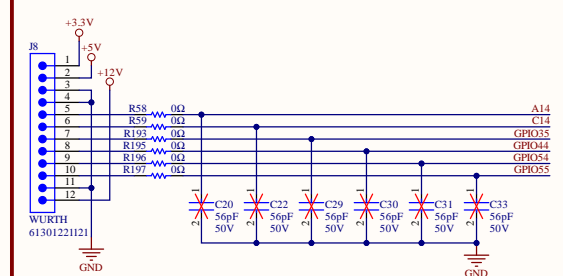 +3.3V
J8
+5V
+12V
1
2
3
4
5 R58 0Ω A14
6 R59 0Ω C14
7 R193 0Ω GPIO35
8 R195 0Ω GPIO44
9 R196 0Ω GPIO54
10 R197 0Ω GPIO55
11
12
1 1 1 1 1 1
C20 C22 C29 C30 C31 C33
56pF 56pF 56pF 56pF 56pF 56pF
2 2 2 2 2 2
50V 50V 50V 50V 50V 50V
WURTH
61301221121
GND
GND